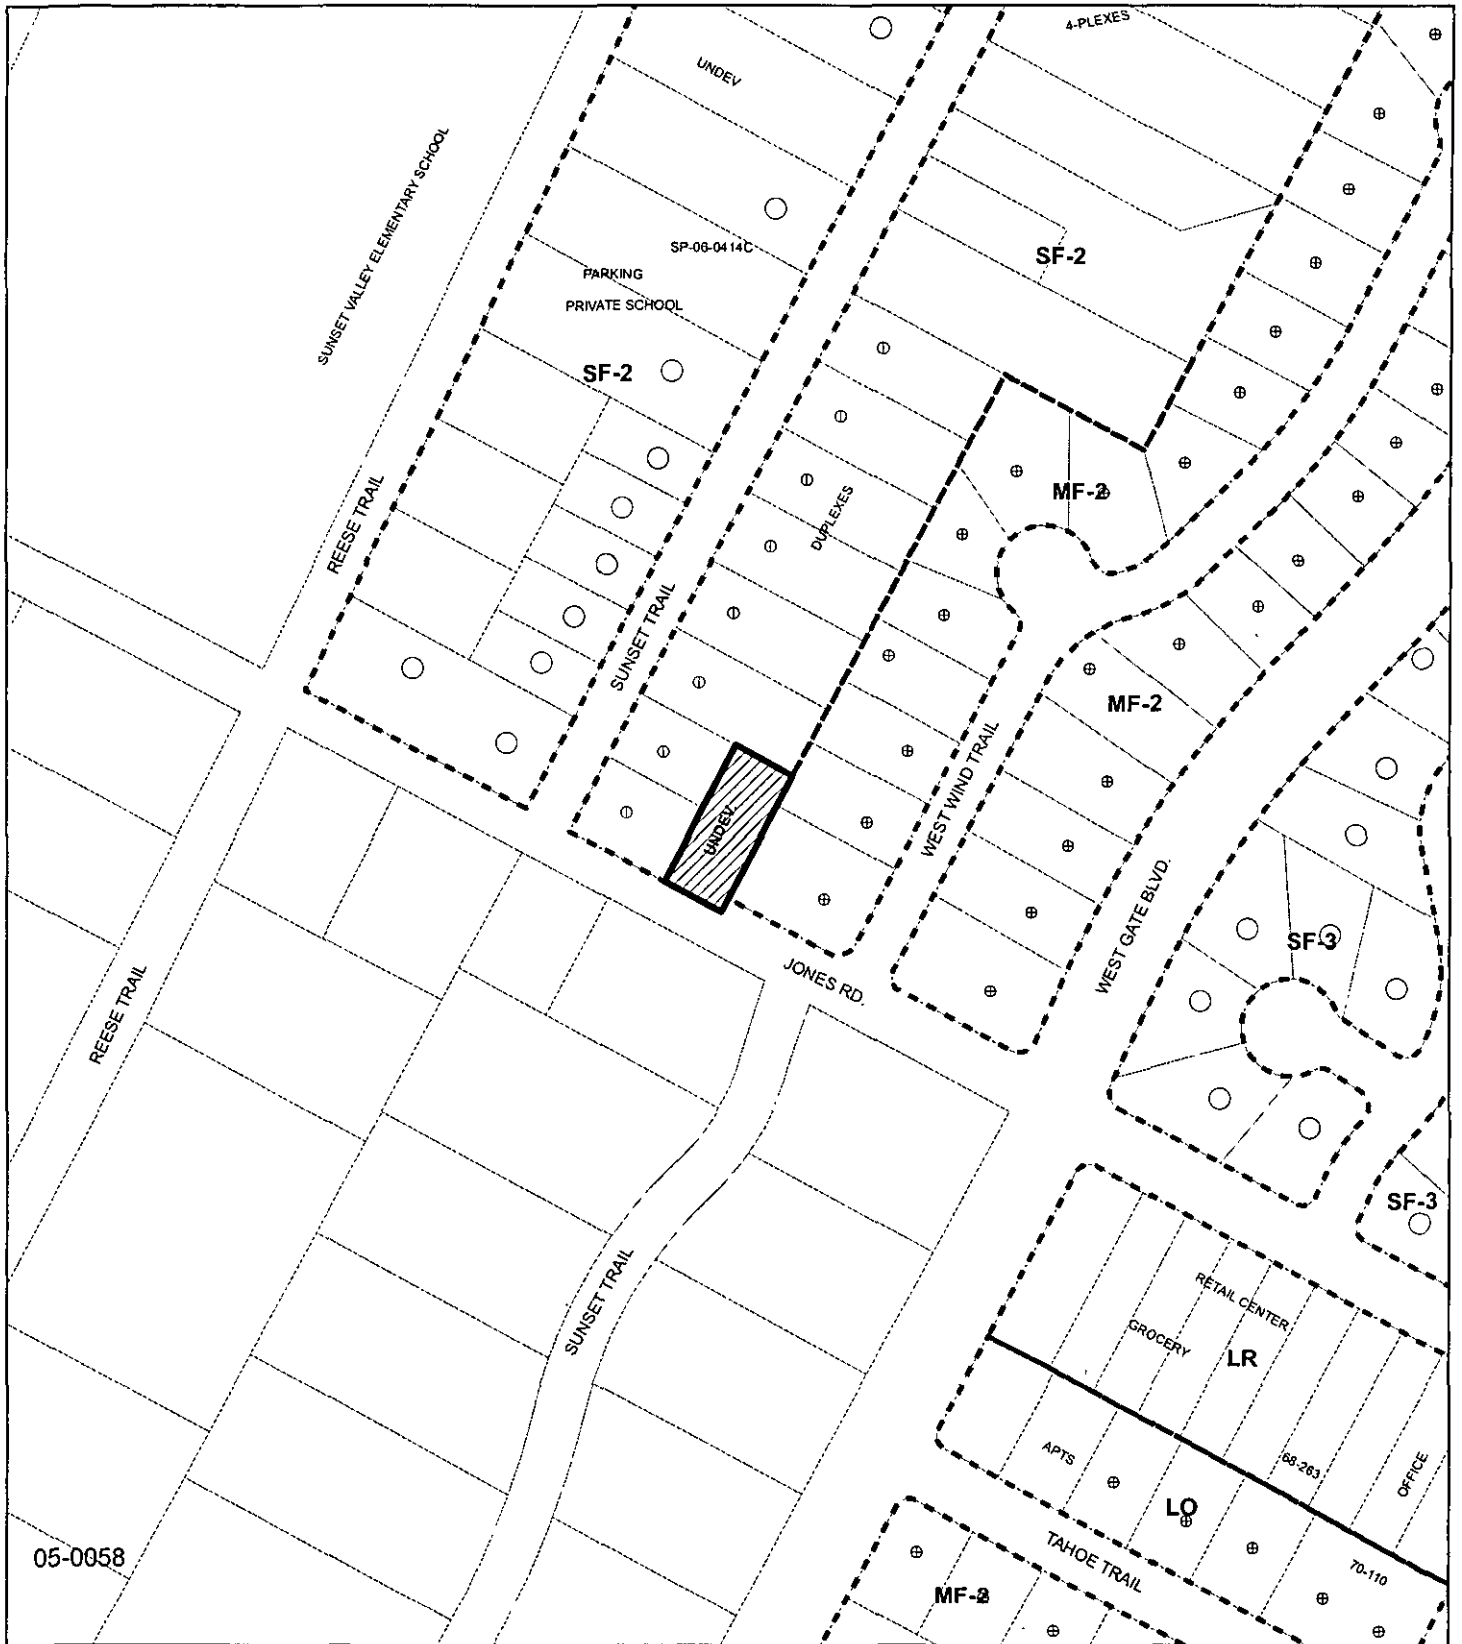 4-PLEXES
UNDEV
SUNSET VALLEY ELEMENTARY SCHOOL
SP-06-0414C
SF-2
PARKING
PRIVATE SCHOOL
SF-2
MF-2
REESE TRAIL
DUPLEXES
SUNSET TRAIL
MF-2
WEST WIND TRAIL
UNDEV.
WEST GATE BLVD.
SF-3
JONES RD.
REESE TRAIL
SF-3
SUNSET TRAIL
RETAIL CENTER
GROCERY
LR
APTS
68-263
OFFICE
LO
TAHOE TRAIL
05-0058
70-110
MF-2